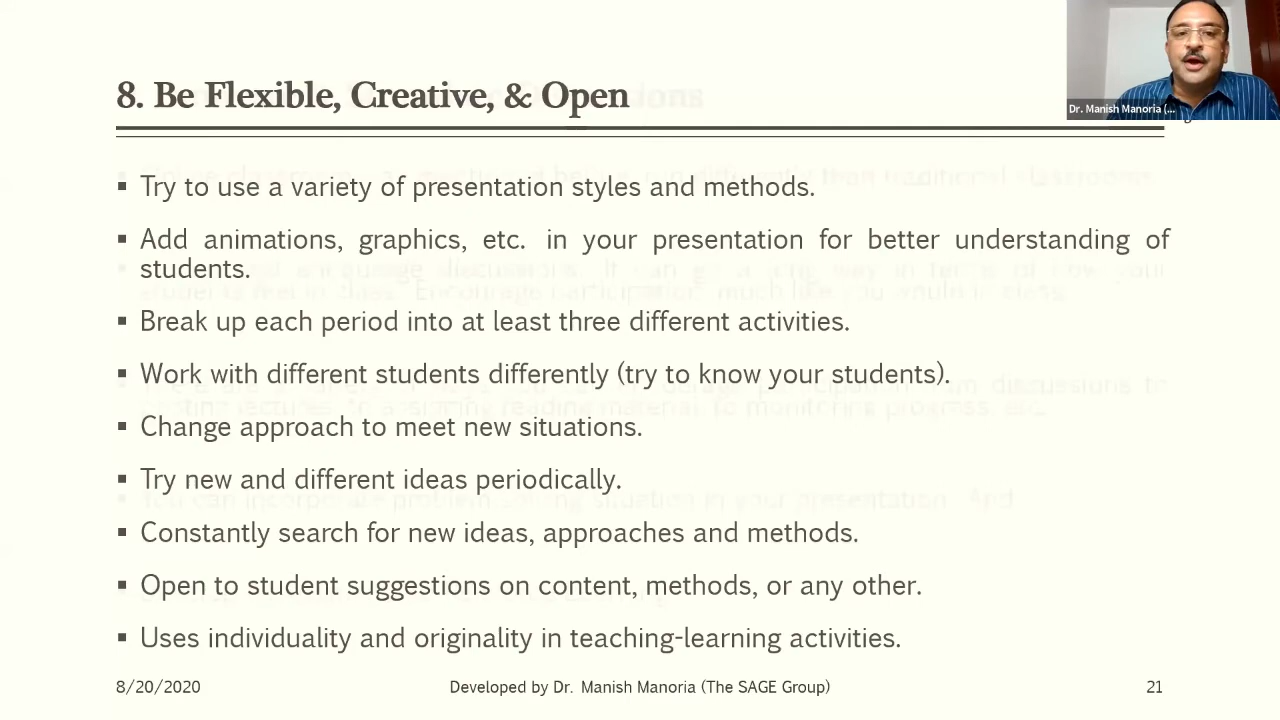 8. Be Flexible, Creative, & Open
Dr. Manish Manoria (...
▪ Try to use a variety of presentation styles and methods.
▪ Add animations, graphics, etc. in your presentation for better understanding of
students.
▪ Break up each period into at least three different activities.
▪ Work with different students differently (try to know your students).
▪ Change approach to meet new situations.
▪ Try new and different ideas periodically.
▪ Constantly search for new ideas, approaches and methods.
▪ Open to student suggestions on content, methods, or any other.
▪ Uses individuality and originality in teaching-learning activities.
8/20/2020
Developed by Dr. Manish Manoria (The SAGE Group)
21